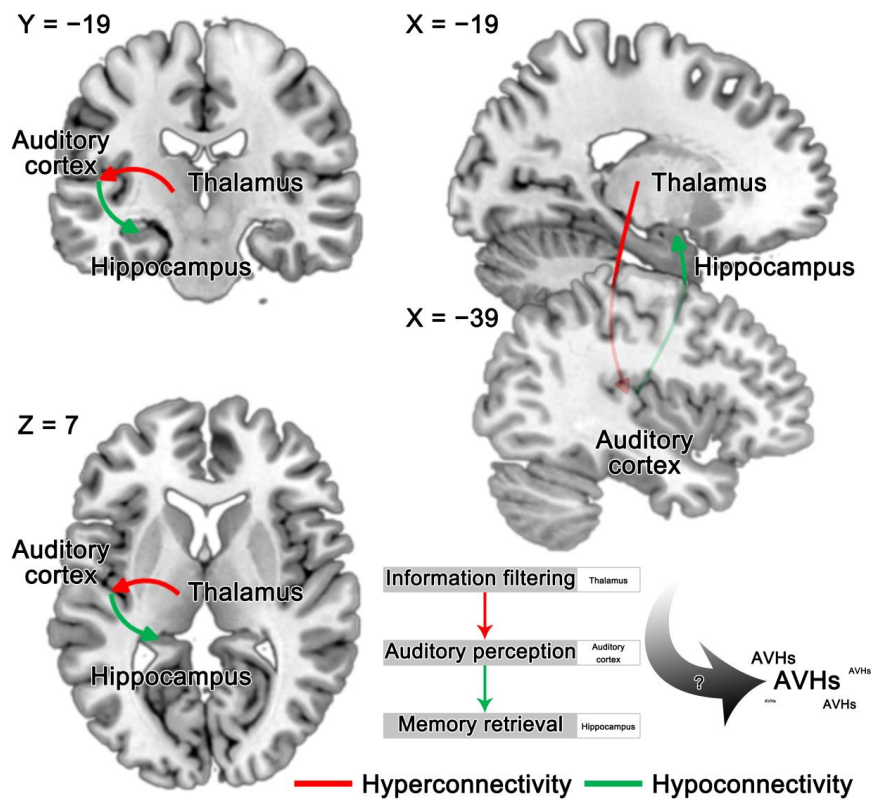 Y = −19
Auditory
cortex
Thalamus
Hippocampus
X = −19
Thalamus
Hippocampus
X = −39
Auditory
cortex
Z = 7
Auditory
cortex
Thalamus
Hippocampus
Information filtering Thalamus
Auditory perception Auditory
cortex
Memory retrieval Hippocampus
?
AVHs
AVHs
AVHs
AVHs
AVHs
Hyperconnectivity
Hypoconnectivity